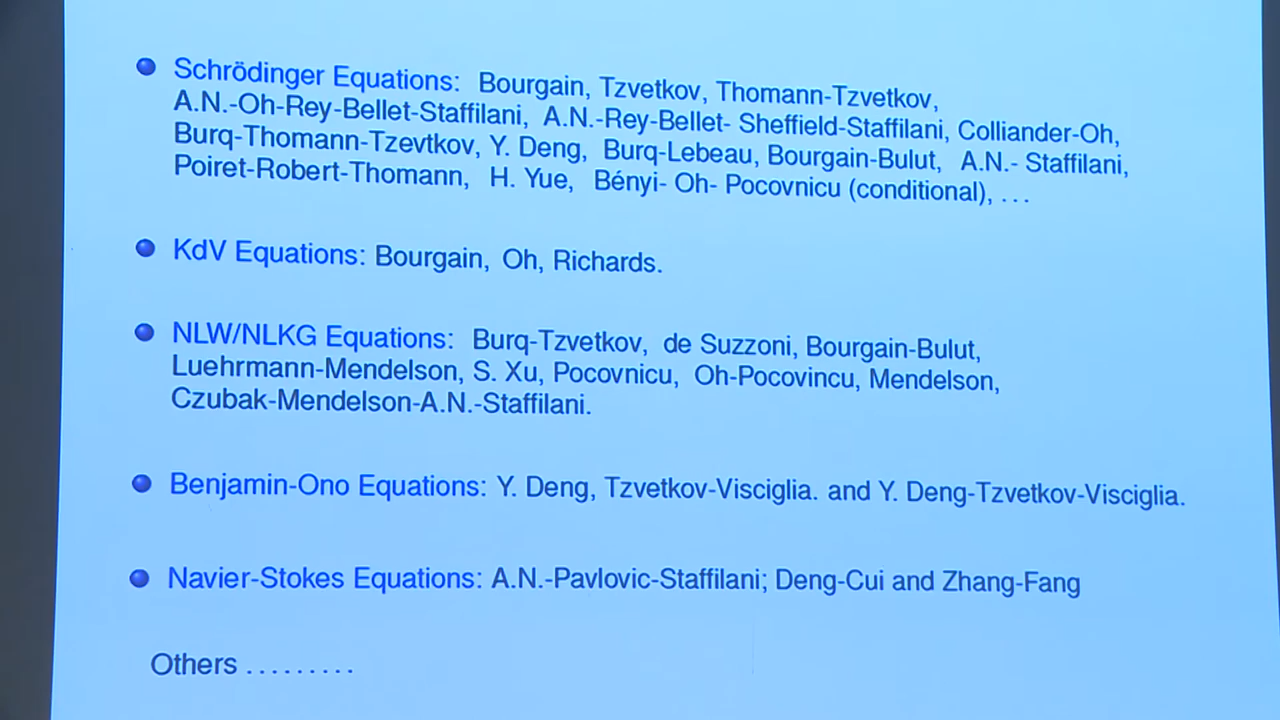 Schrödinger Equations: Bourgain, Tzvetkov, Thomann-Tzvetkov,
A.N.-Oh-Rey-Bellet-Staffilani, A.N.-Rey-Bellet- Sheffield-Staffilani, Colliander-Oh,
Burq-Thomann-Tzevtkov, Y. Deng, Burq-Lebeau, Bourgain-Bulut, A.N.- Staffilani,
Poiret-Robert-Thomann, H. Yue, Bényi- Oh- Pocovnicu (conditional), ...
KdV Equations: Bourgain, Oh, Richards.
NLW/NLKG Equations: Burq-Tzvetkov, de Suzzoni, Bourgain-Bulut,
Luehrmann-Mendelson, S. Xu, Pocovnicu, Oh-Pocovincu, Mendelson,
Czubak-Mendelson-A.N.-Staffilani.
Benjamin-Ono Equations: Y. Deng, Tzvetkov-Visciglia. and Y. Deng-Tzvetkov-Visciglia.
Navier-Stokes Equations: A.N.-Pavlovic-Staffilani; Deng-Cui and Zhang-Fang
Others .........